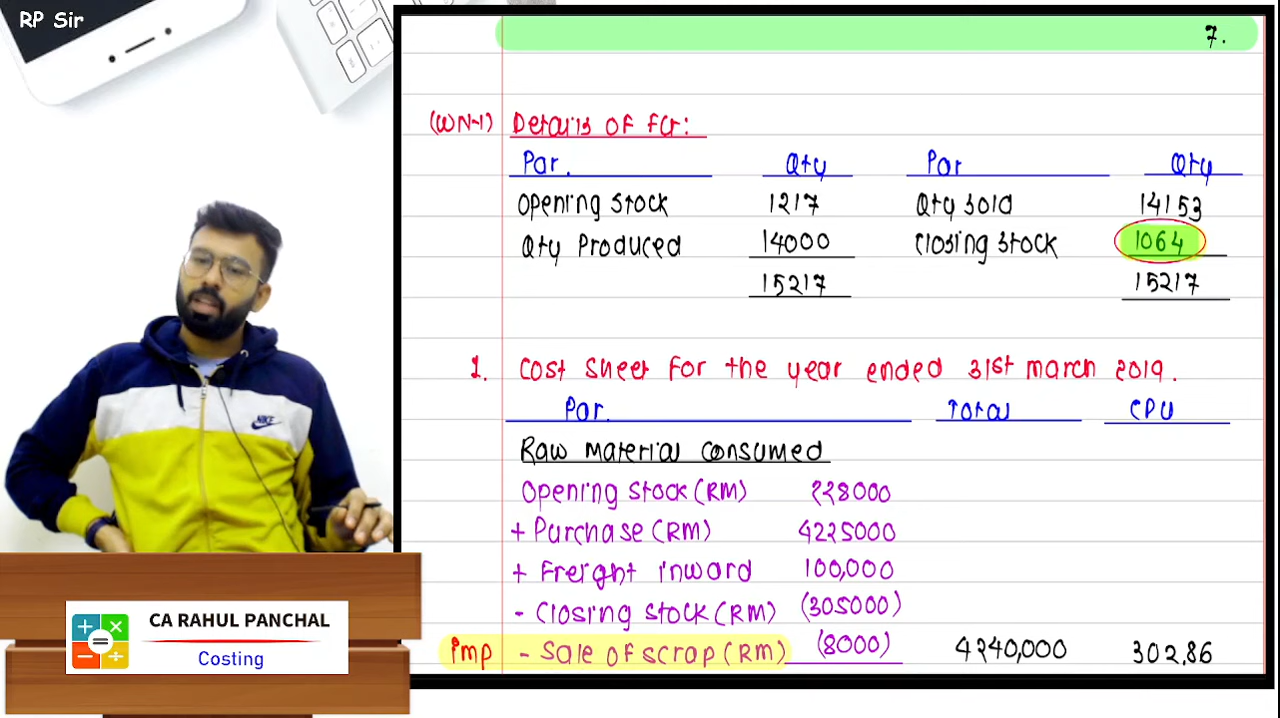 RP Sir
7.
(WN-1) Details of FG:
Par. Qty Par Qty
Opening Stock 1217 Qty Sold 14153
Qty Produced 14000 Closing Stock 1064
15217 15217
1. Cost Sheet For the year ended 31st march 2019.
Par. Total CPU
Raw material consumed
Opening Stock (RM) 228000
+ Purchase (RM) 4225000
+ Freight inward 100,000
- Closing Stock (RM) (305000)
imp - Sale of scrap (RM) (8000) 4240,000 302.86
NIKE
CA RAHUL PANCHAL
Costing